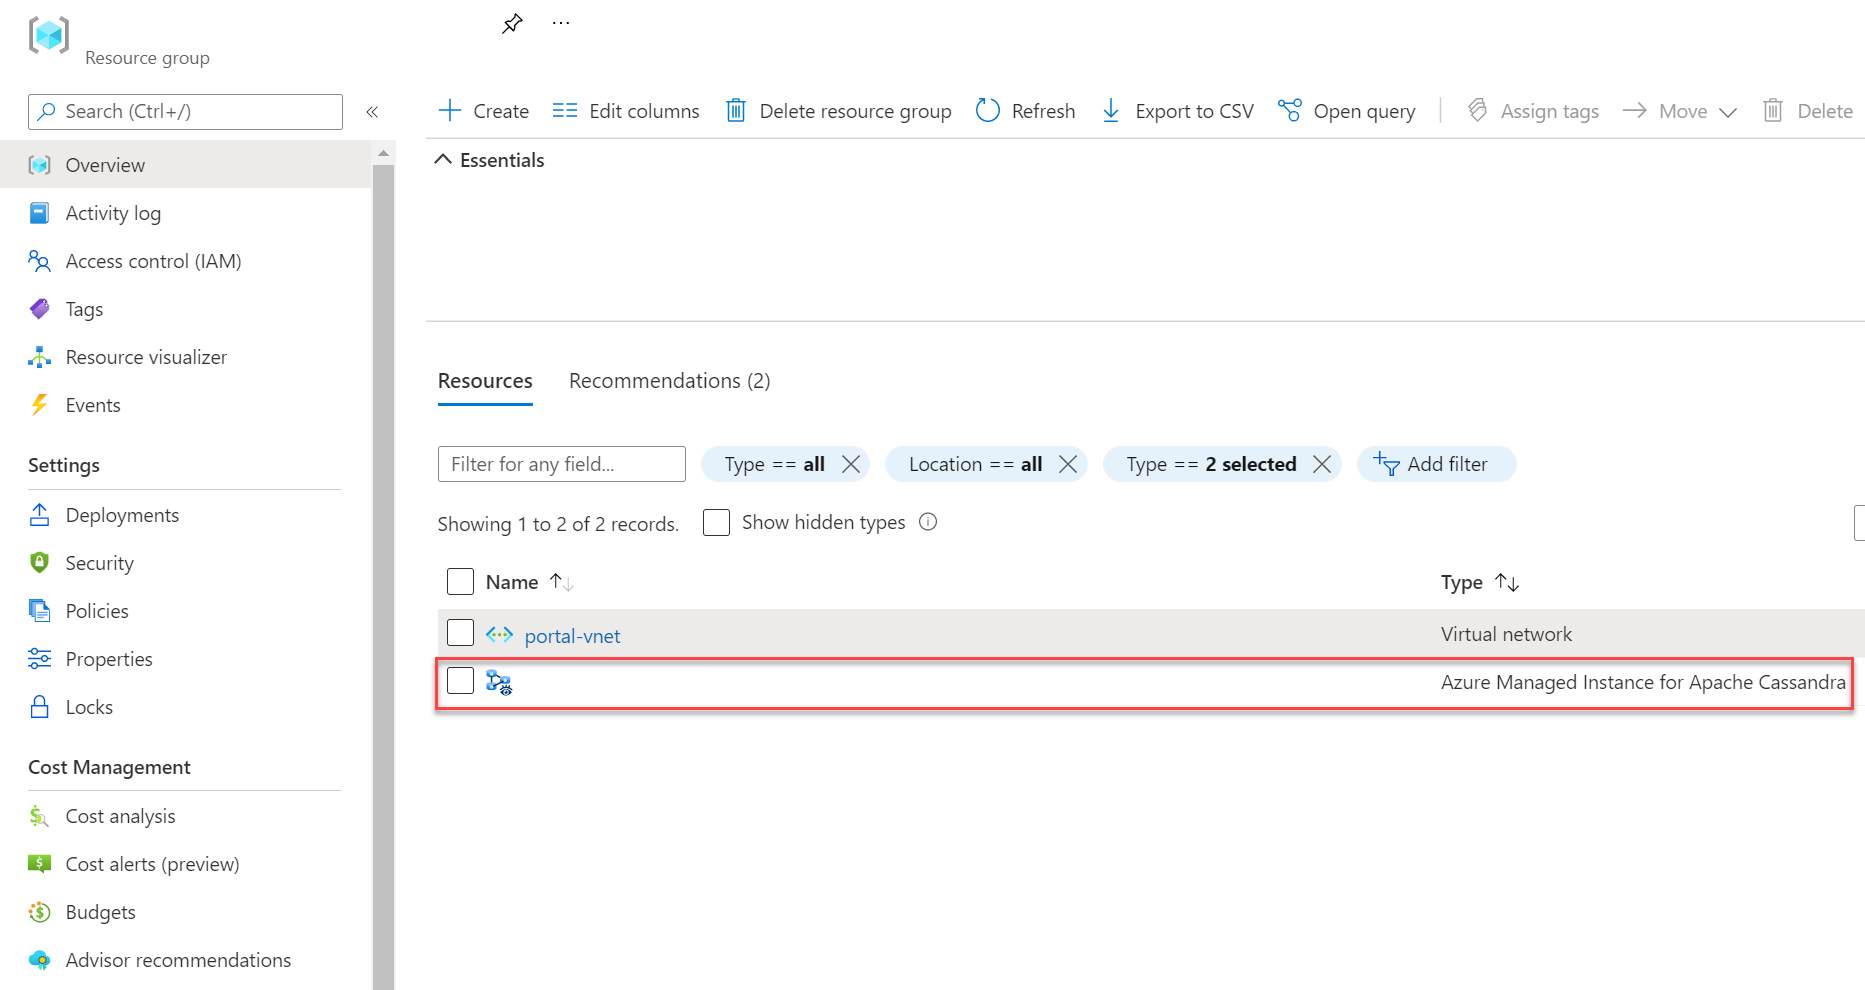 Resource group
Search (Ctrl+/)
«
Overview
Activity log
Access control (IAM)
Tags
Resource visualizer
Events
Settings
Deployments
Security
Policies
Properties
Locks
Cost Management
Cost analysis
Cost alerts (preview)
Budgets
Advisor recommendations
...
Create Edit columns Delete resource group Refresh Export to CSV Open query Assign tags Move Delete
Essentials
Resources Recommendations (2)
Filter for any field... Type == all Location == all Type == 2 selected Add filter
Showing 1 to 2 of 2 records. Show hidden types
Name Type
portal-vnet Virtual network
Azure Managed Instance for Apache Cassandra